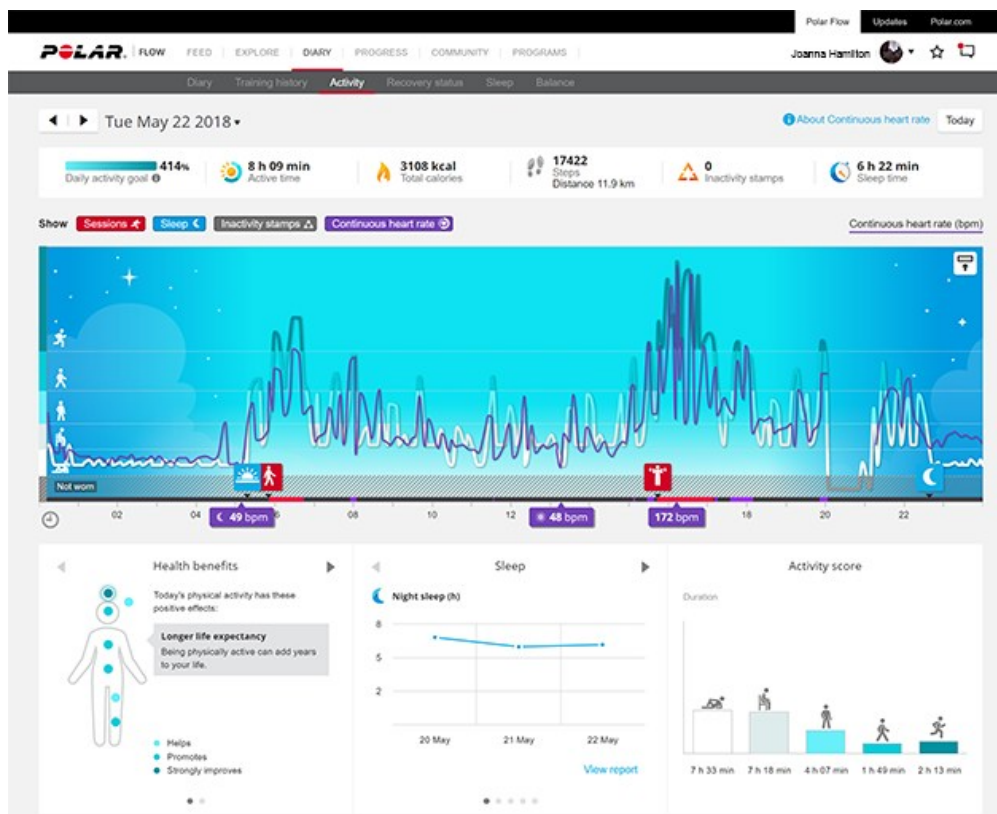 Polar Flow Updates Polar.com
POLAR. FLOW FEED EXPLORE DIARY PROGRESS COMMUNITY PROGRAMS Joanna Hamilton
Diary Training history Activity Recovery status Sleep Balance
Tue May 22 2018 About Continuous heart rate Today
414% 8 h 09 min 3108 kcal 17422 0 6 h 22 min
Daily activity goal Active time Total calories Steps Inactivity stamps Sleep time
Distance 11.9 km
Show Sessions Sleep Inactivity stamps Continuous heart rate Continuous heart rate (bpm)
Not worn
02 04 49 bpm 6 08 10 12 48 bpm 172 bpm 18 20 22
Health benefits
Today's physical activity has these
positive effects:
Longer life expectancy
Being physically active can add years
to your life.
Helps
Promotes
Strongly improves
Sleep
Night sleep (h)
8
5
2
20 May 21 May 22 May
View report
Activity score
Duration
7 h 33 min 7 h 18 min 4 h 07 min 1 h 49 min 2 h 13 min